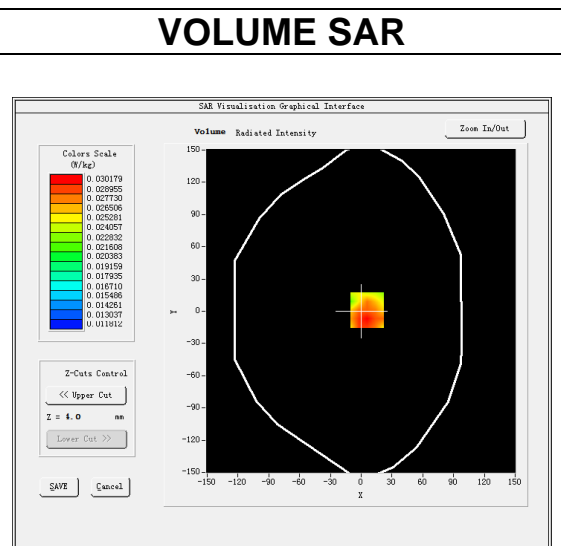 VOLUME SAR
SAR Visualisation Graphical Interface
Volume Radiated Intensity
Zoom In/Out
Colors Scale
(W/kg)
0.030179
0.028955
0.027730
0.026506
0.025281
0.024057
0.022832
0.021608
0.020383
0.019159
0.017935
0.016710
0.015486
0.014261
0.013037
0.011812
Z-Cuts Control
<< Upper Cut
Z = 4.0 mm
Lower Cut >>
SAVE Cancel
150
120
90
60
30
0
-30
-60
-90
-120
-150
Y
-150 -120 -90 -60 -30 0 30 60 90 120 150
X